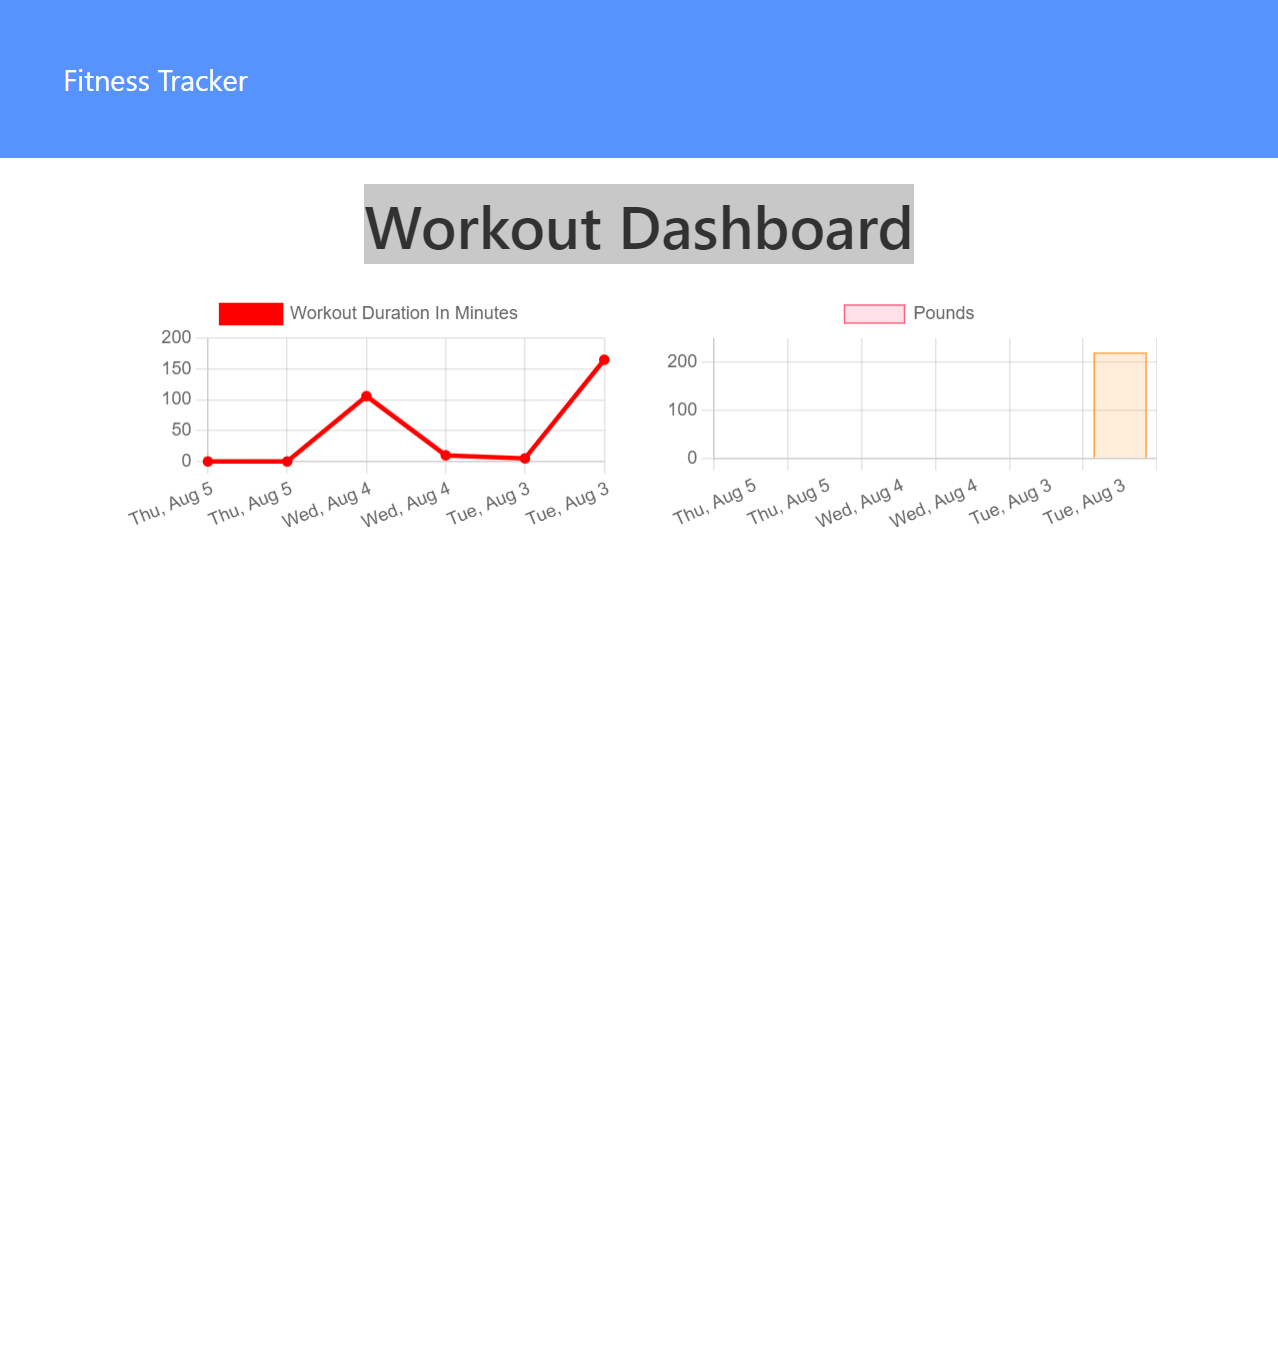 Fitness Tracker
Workout Dashboard
Workout Duration In Minutes
200
150
100
50
0
Thu, Aug 5
Thu, Aug 5
Wed, Aug 4
Wed, Aug 4
Tue, Aug 3
Tue, Aug 3
Pounds
200
100
0
Thu, Aug 5
Thu, Aug 5
Wed, Aug 4
Wed, Aug 4
Tue, Aug 3
Tue, Aug 3